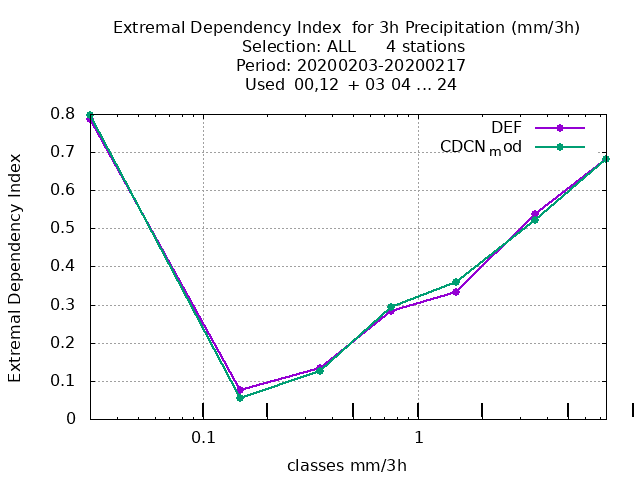 Extremal Dependency Index  for 3h Precipitation (mm/3h)
Selection: ALL      4 stations
Period: 20200203-20200217
Used  00,12  + 03 04 ... 24
Extremal Dependency Index
0.8
0.7
0.6
0.5
0.4
0.3
0.2
0.1
0
DEF
CDCN_mod
0.1
1
classes mm/3h